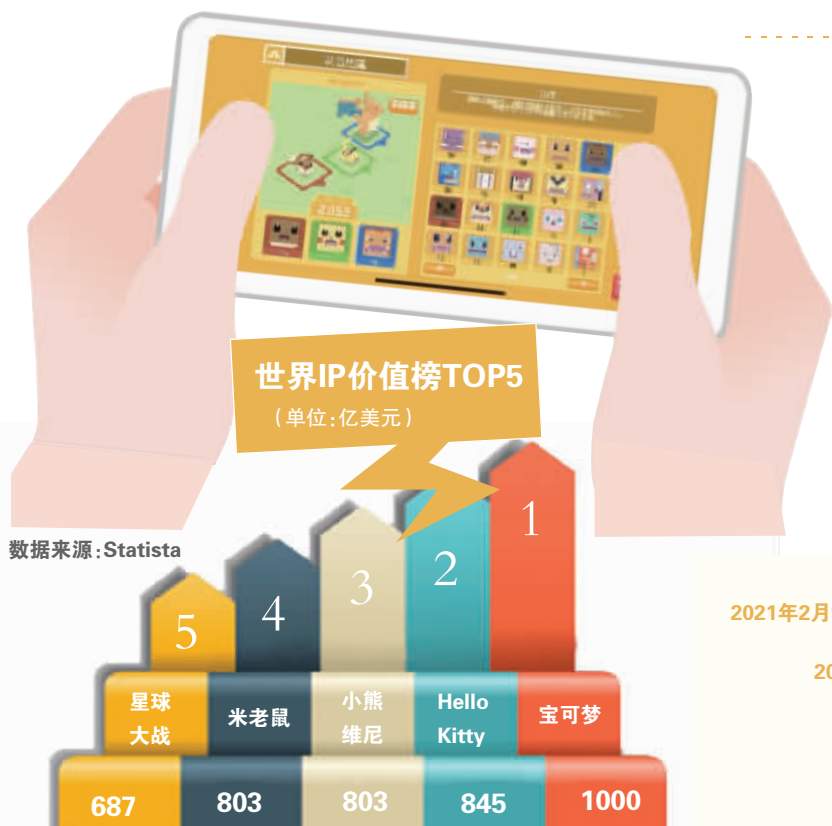 世界IP价值榜TOP5
（单位:亿美元）
1
2
3
4
5
数据来源:Statista
2021年2月
20
星球
大战
米老鼠
小熊
维尼
Hello
Kitty
宝可梦
687
803
803
845
1000